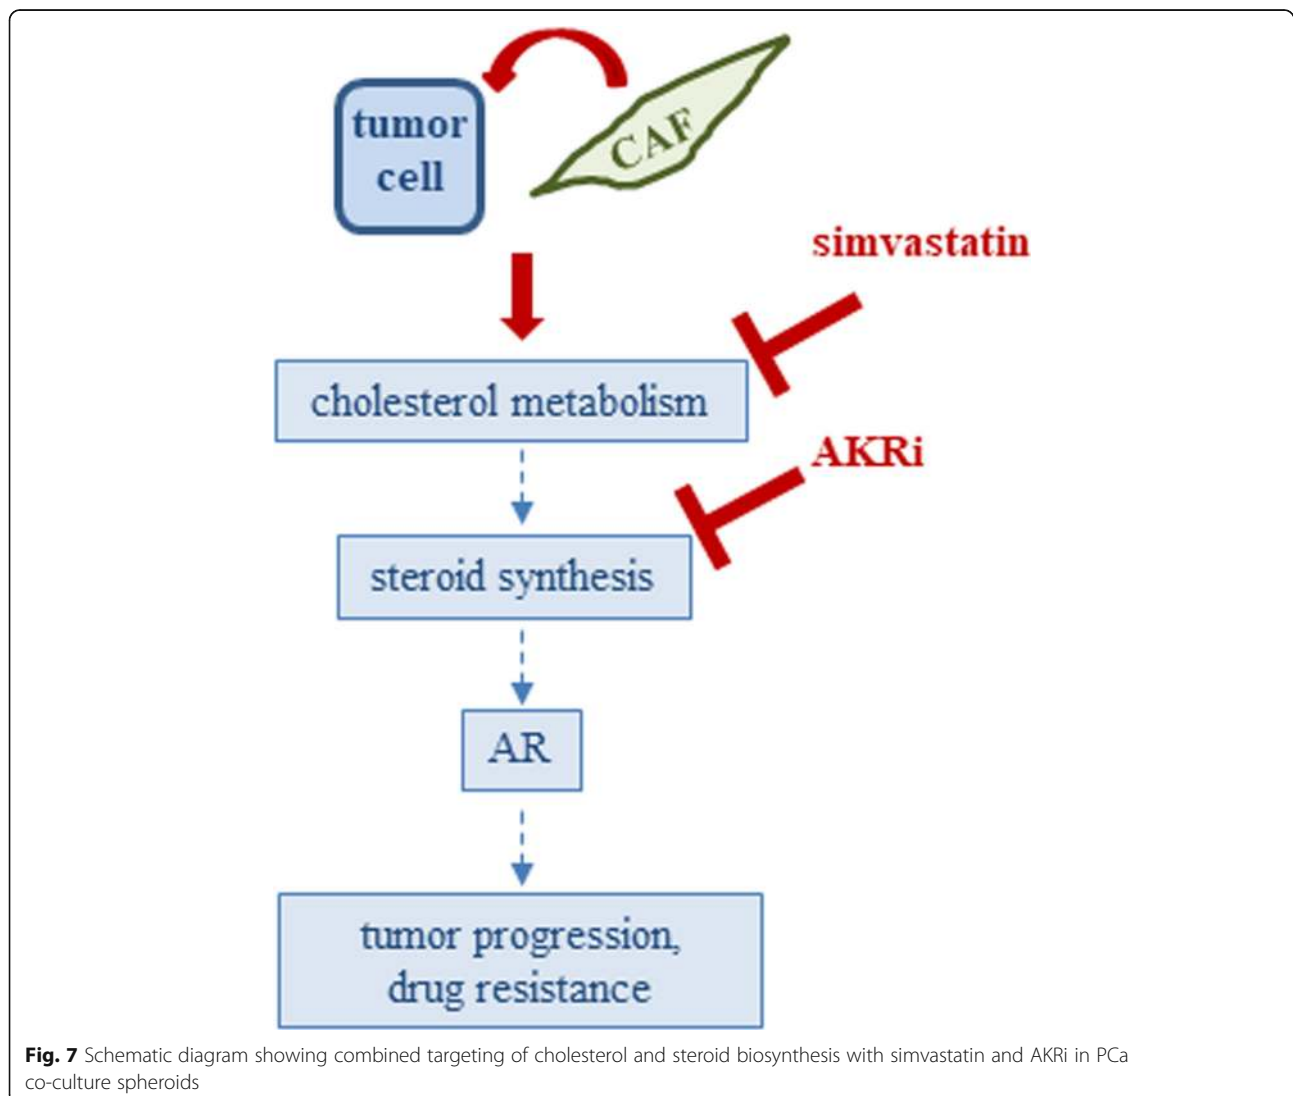 tumor
cell
CAF
simvastatin
cholesterol metabolism
AKRi
steroid synthesis
AR
tumor progression,
drug resistance
Fig. 7 Schematic diagram showing combined targeting of cholesterol and steroid biosynthesis with simvastatin and AKRi in PCa
co-culture spheroids